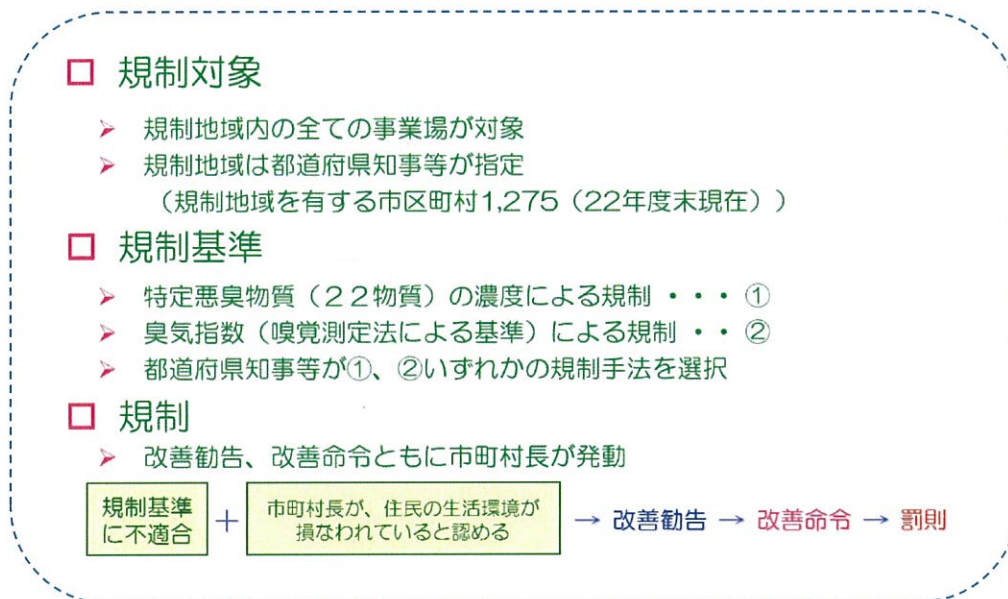 □ 規制対象
➢ 規制地域内の全ての事業場が対象
➢ 規制地域は都道府県知事等が指定
（規制地域を有する市区町村1,275（22年度末現在））
□ 規制基準
➢ 特定悪臭物質（２２物質）の濃度による規制 ・・・ ①
➢ 臭気指数（嗅覚測定法による基準）による規制 ・・ ②
➢ 都道府県知事等が①、②いずれかの規制手法を選択
□ 規制
➢ 改善勧告、改善命令ともに市町村長が発動
規制基準
に不適合
+
市町村長が、住民の生活環境が
損なわれていると認める
→ 改善勧告 → 改善命令 → 罰則